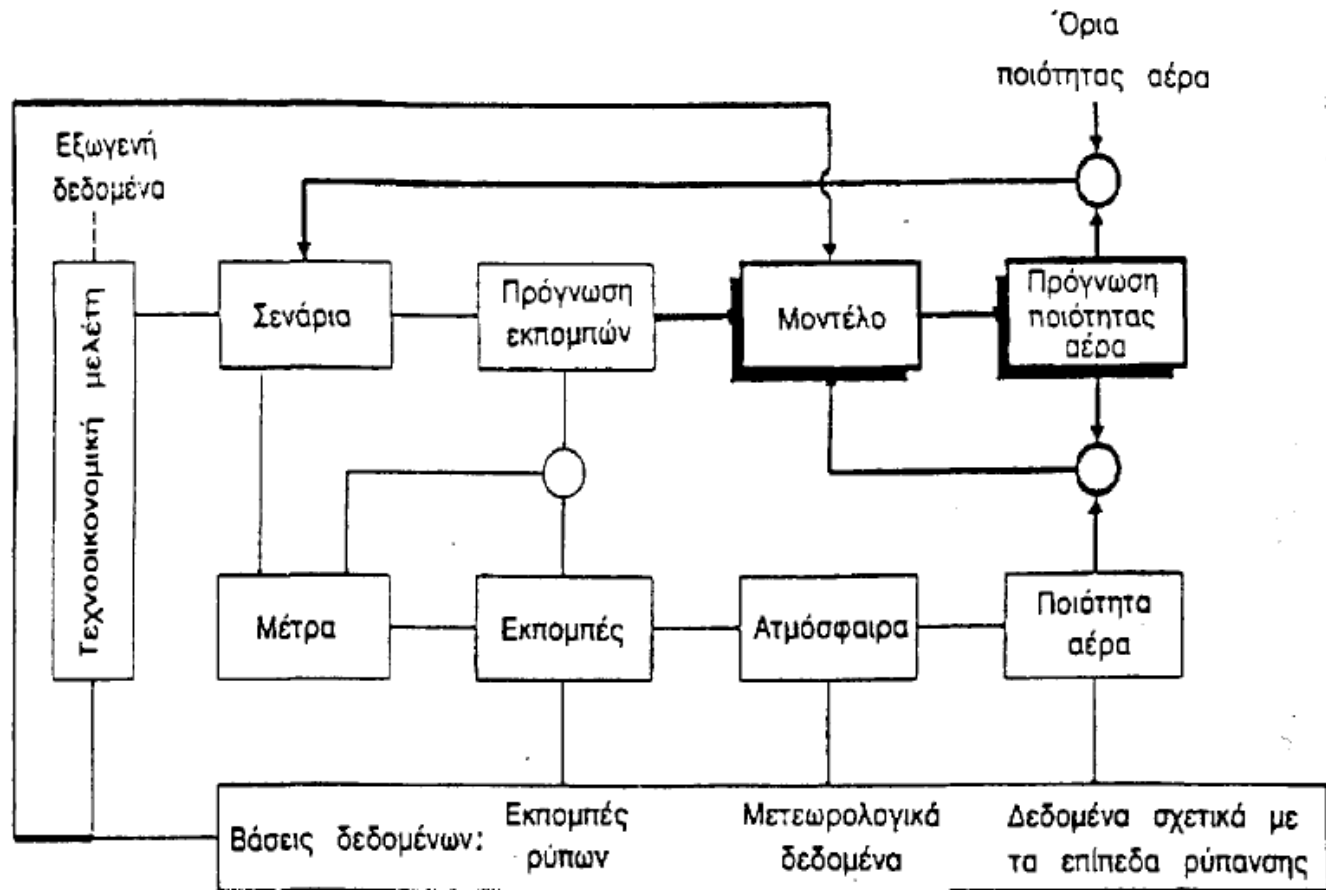 Όρια
ποιότητας αέρα
Εξωγενή
δεδομένα
Τεχνοοικονομική μελέτη
Σενάρια
Πρόγνωση
εκπομπών
Μοντέλο
Πρόγνωση
ποιότητας
αέρα
Μέτρα
Εκπομπές
Ατμόσφαιρα
Ποιότητα
αέρα
Βάσεις δεδομένων:
Εκπομπές
ρύπων
Μετεωρολογικά
δεδομένα
Δεδομένα σχετικά με
τα επίπεδα ρύπανσης